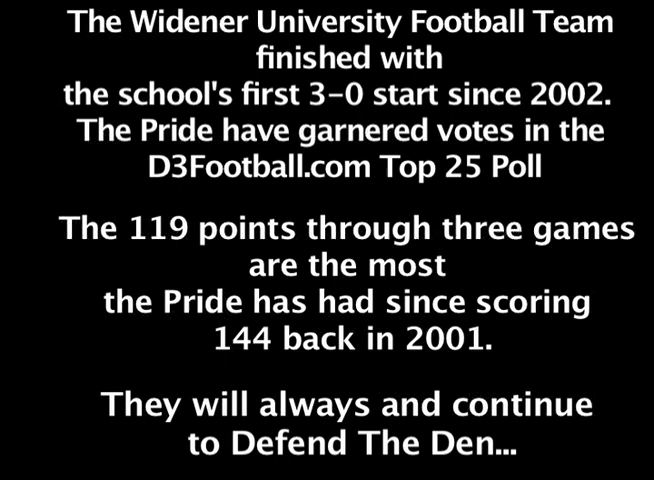 The Widener University Football Team
finished with
the school's first 3-0 start since 2002.
The Pride have garnered votes in the
D3Football.com Top 25 Poll
The 119 points through three games
are the most
the Pride has had since scoring
144 back in 2001.
They will always and continue
to Defend The Den...